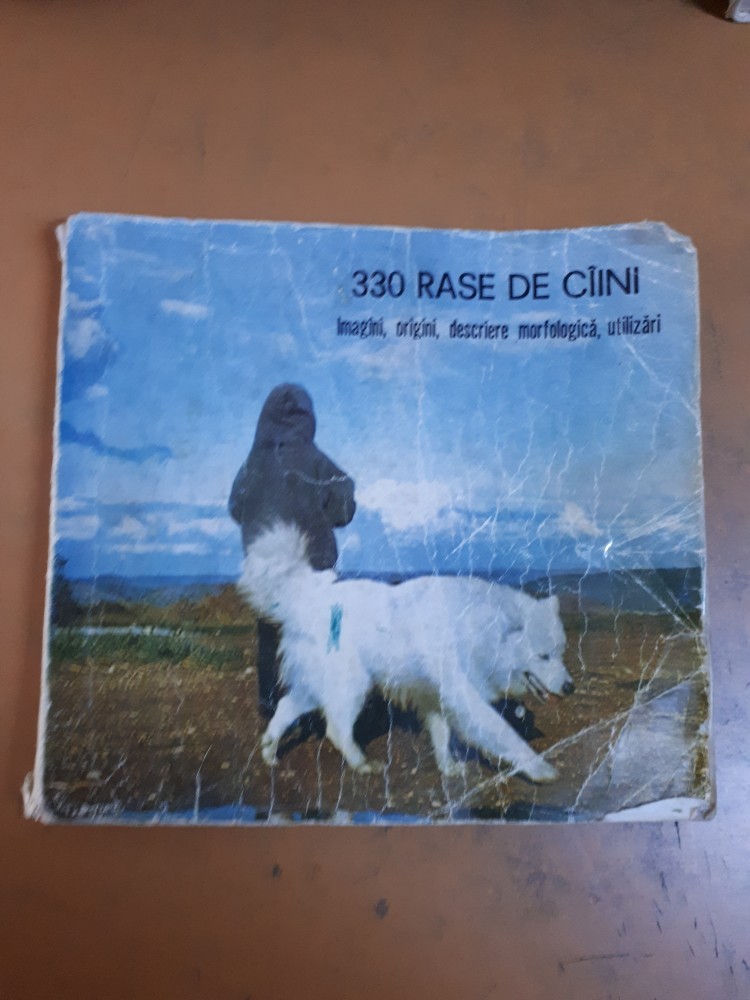 330 RASE DE CÎINI
Imagini, origini, descriere morfologică, utilizări